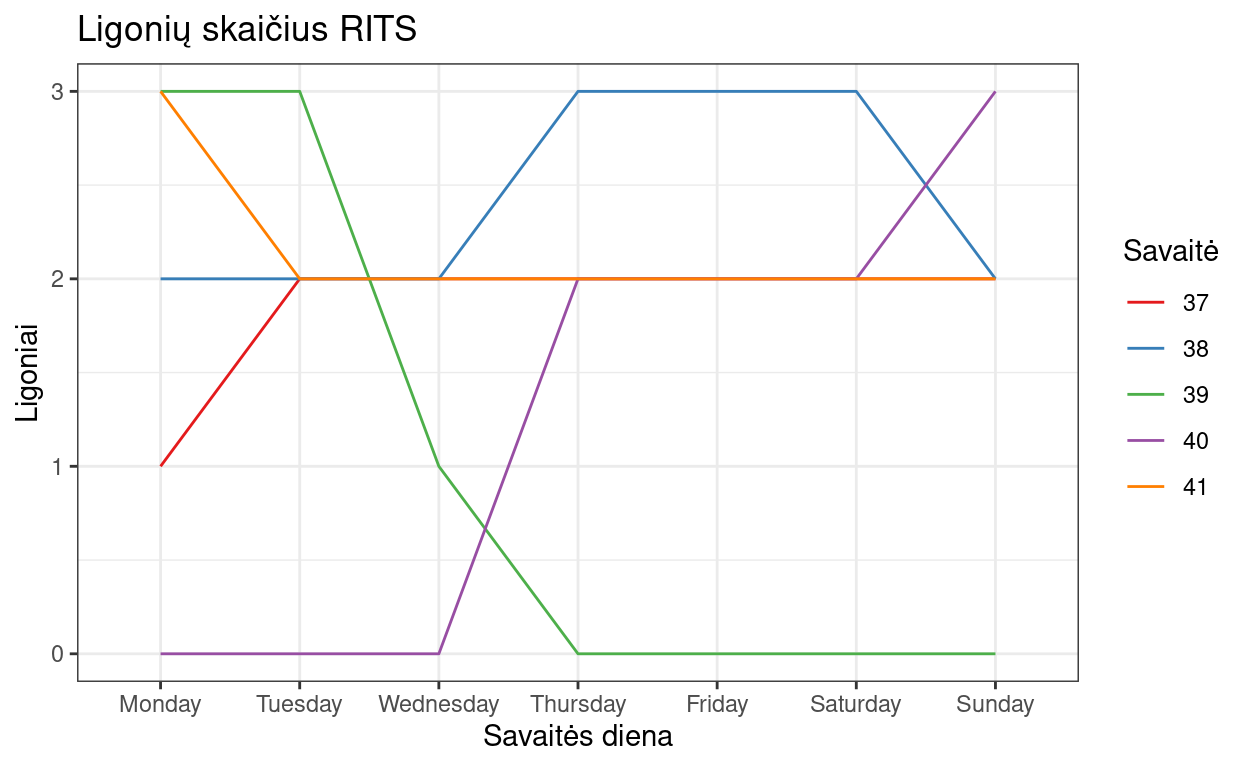 Ligonių skaičius RITS
3
2
1
0
Ligoniai
Monday Tuesday Wednesday Thursday Friday Saturday Sunday
Savaitės diena
Savaitė
37
38
39
40
41